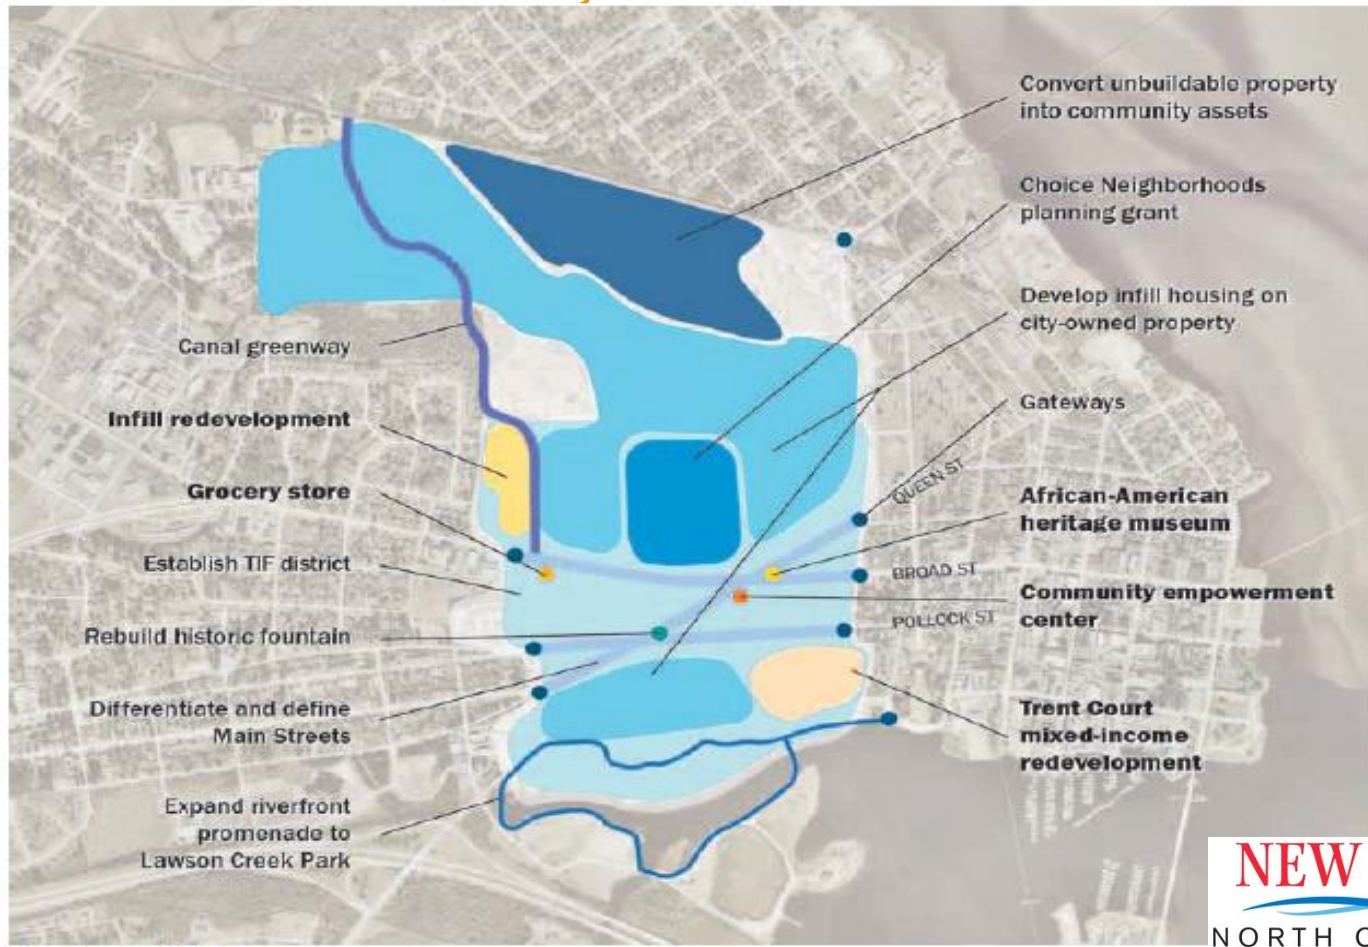 Convert unbuildable property
into community assets
Choice Neighborhoods
planning grant
Develop infill housing on
city-owned property
Gateways
QUEEN ST
African-American
heritage museum
BROAD ST
Community empowerment
center
POLLOCK ST
Trent Court
mixed-income
redevelopment
Canal greenway
Infill redevelopment
Grocery store
Establish TIF district
Rebuild historic fountain
Differentiate and define
Main Streets
Expand riverfront
promenade to
Lawson Creek Park
NEW
NORTH